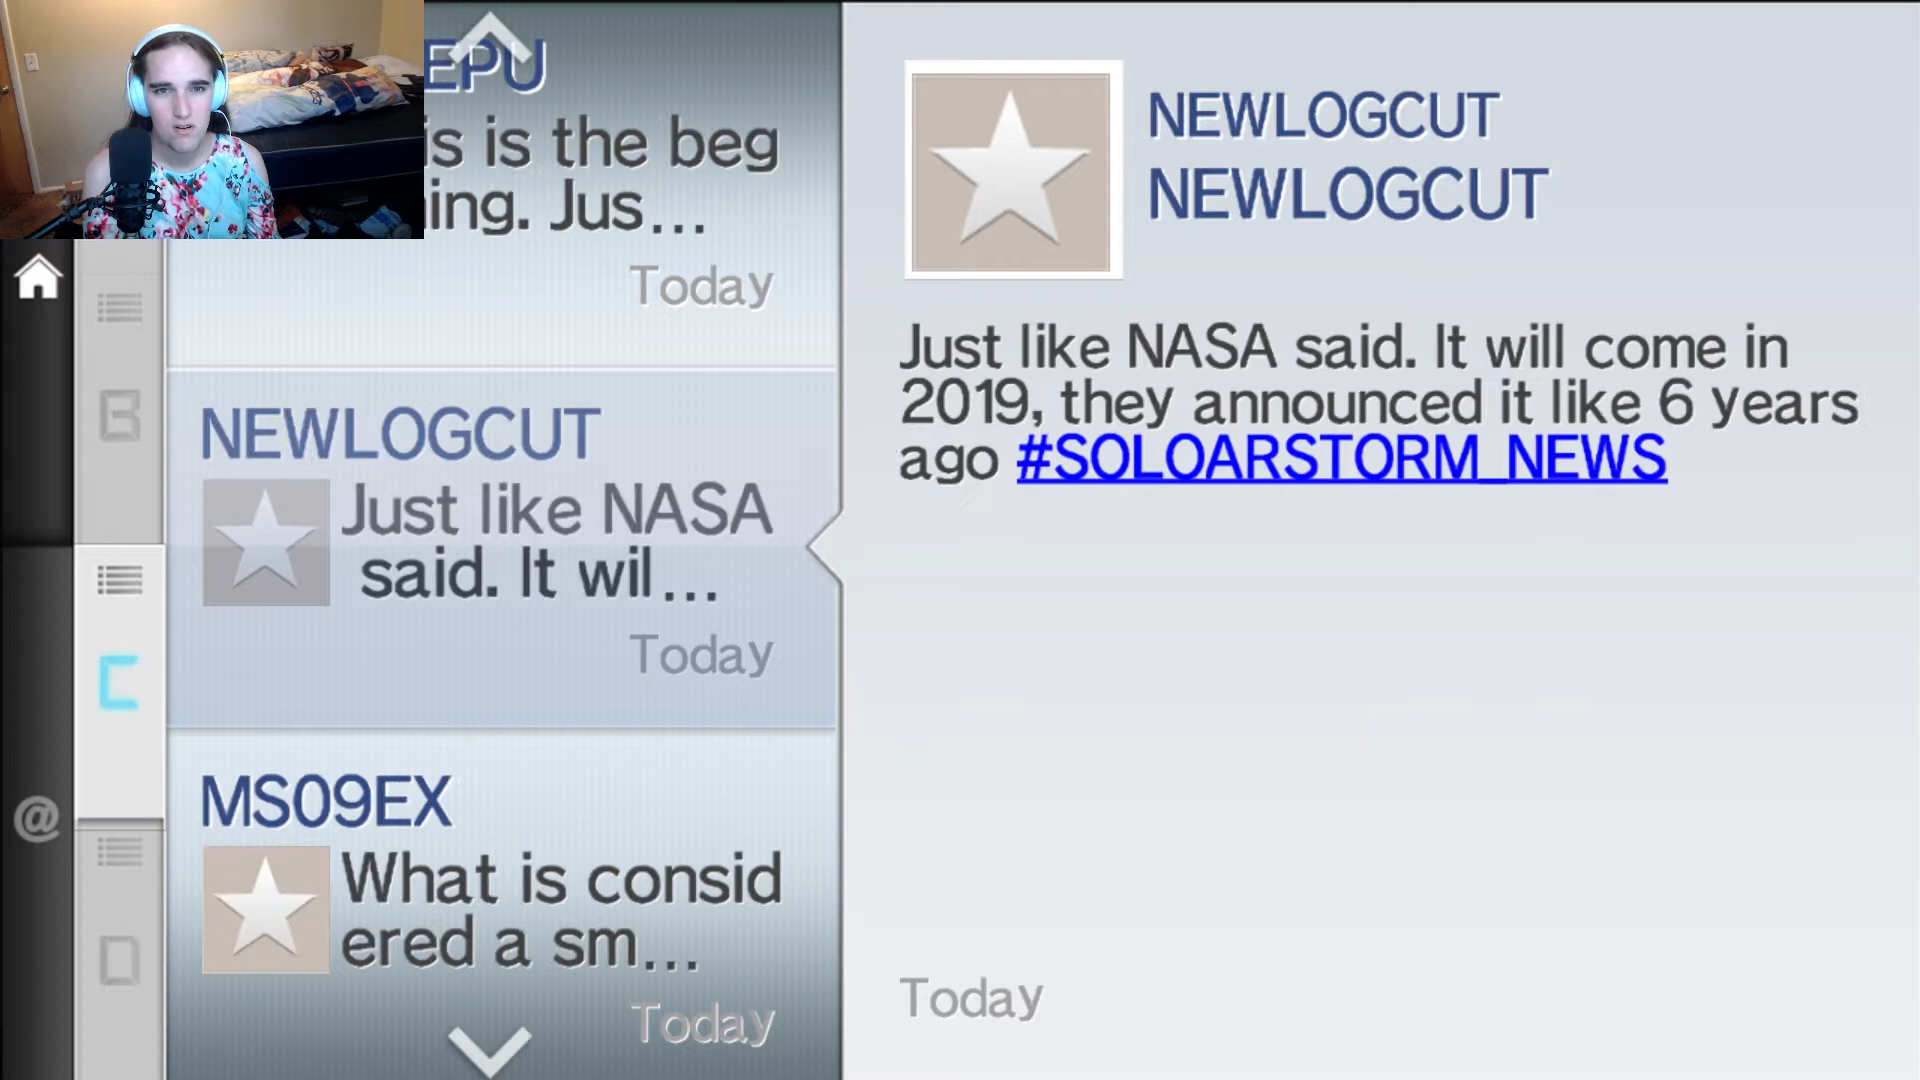 EPU
is is the beg
ing. Jus...
Today
NEWLOGCUT
Just like NASA
said. It wil...
Today
MS09EX
What is consid
ered a sm...
Today
B
C
D
@
NEWLOGCUT
NEWLOGCUT
Just like NASA said. It will come in
2019, they announced it like 6 years
ago #SOLOARSTORM_NEWS
Today